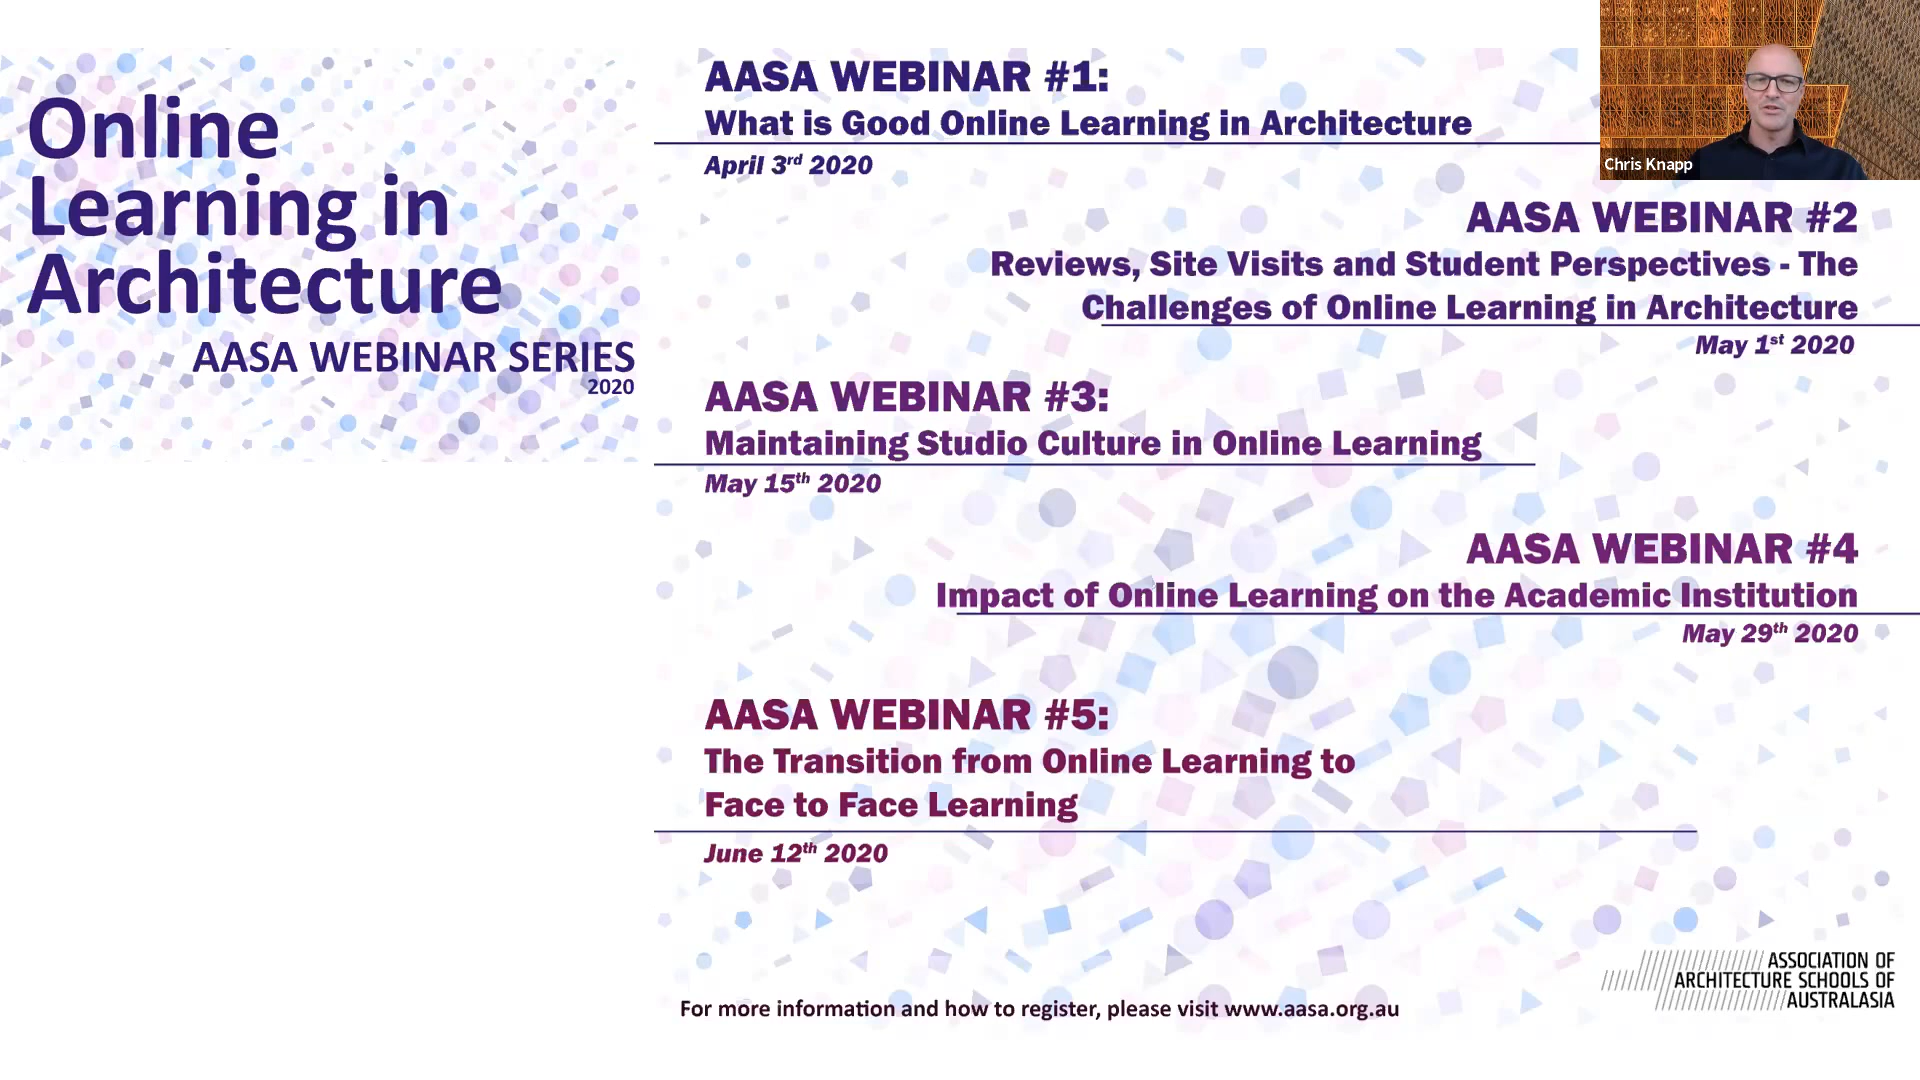 Online
Learning in
Architecture
AASA WEBINAR SERIES
2020
AASA WEBINAR #1:
What is Good Online Learning in Architecture
April 3rd 2020
Chris Knapp
AASA WEBINAR #2
Reviews, Site Visits and Student Perspectives - The
Challenges of Online Learning in Architecture
May 1st 2020
AASA WEBINAR #3:
Maintaining Studio Culture in Online Learning
May 15th 2020
AASA WEBINAR #4
Impact of Online Learning on the Academic Institution
May 29th 2020
AASA WEBINAR #5:
The Transition from Online Learning to
Face to Face Learning
June 12th 2020
For more information and how to register, please visit www.aasa.org.au
ASSOCIATION OF
ARCHITECTURE SCHOOLS OF
AUSTRALASIA